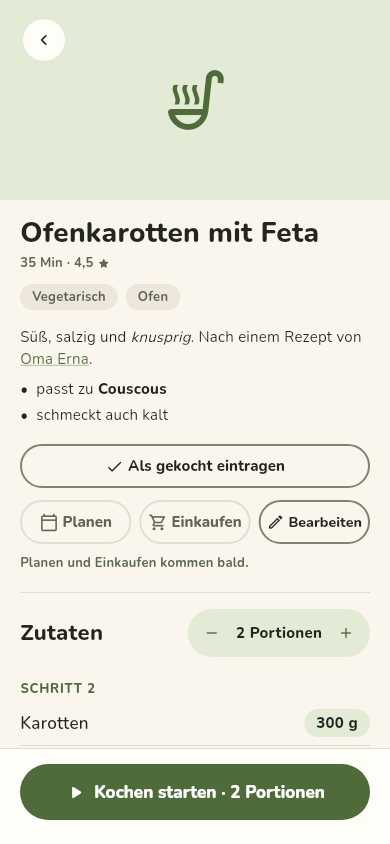 Ofenkarotten mit Feta
35 Min · 4,5 ★
Vegetarisch
Ofen
Süß, salzig und knusprig. Nach einem Rezept von
Oma Erna.
• passt zu Couscous
• schmeckt auch kalt
Als gekocht eintragen
Planen
Einkaufen
Bearbeiten
Planen und Einkaufen kommen bald.
Zutaten
− 2 Portionen +
SCHRITT 2
Karotten
300 g
Kochen starten · 2 Portionen